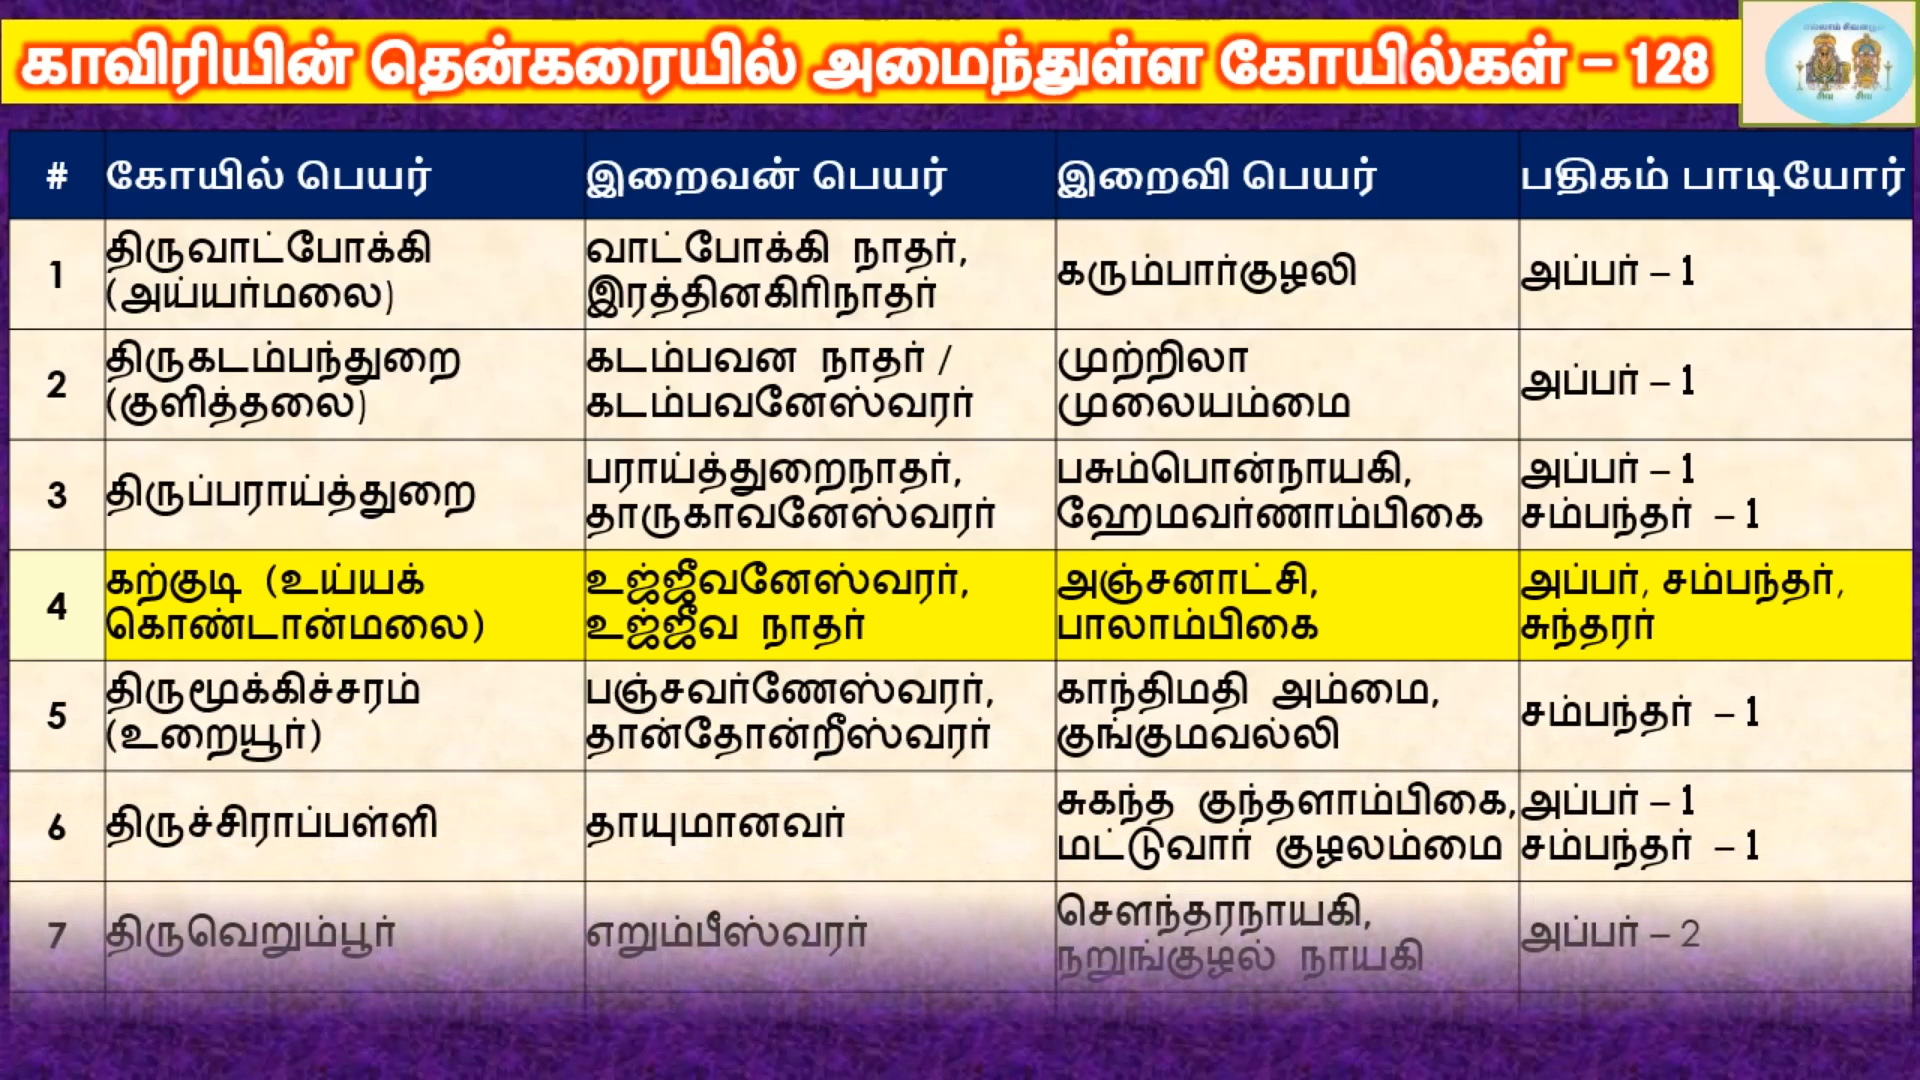 காவிரியின் தென்கரையில் அமைந்துள்ள கோயில்கள் – 128
சிவ சிவ
# கோயில் பெயர் இறைவன் பெயர் இறைவி பெயர் பதிகம் பாடியோர்
1 திருவாட்போக்கி (அய்யர்மலை) வாட்போக்கி நாதர், இரத்தினகிரிநாதர் கரும்பார்குழலி அப்பர் – 1
2 திருகடம்பந்துறை (குளித்தலை) கடம்பவன நாதர் / கடம்பவனேஸ்வரர் முற்றிலா முலையம்மை அப்பர் – 1
3 திருப்பராய்த்துறை பராய்த்துறைநாதர், தாருகாவனேஸ்வரர் பசும்பொன்நாயகி, ஹேமவர்ணாம்பிகை அப்பர் – 1 சம்பந்தர் – 1
4 கற்குடி (உய்யக் கொண்டான்மலை) உஜ்ஜீவனேஸ்வரர், உஜ்ஜீவ நாதர் அஞ்சனாட்சி, பாலாம்பிகை அப்பர், சம்பந்தர், சுந்தரர்
5 திருமூக்கிச்சரம் (உறையூர்) பஞ்சவர்ணேஸ்வரர், தான்தோன்றீஸ்வரர் காந்திமதி அம்மை, குங்குமவல்லி சம்பந்தர் – 1
6 திருச்சிராப்பள்ளி தாயுமானவர் சுகந்த குந்தளாம்பிகை, மட்டுவார் குழலம்மை அப்பர் – 1 சம்பந்தர் – 1
7 திருவெறும்பூர் எறும்பீஸ்வரர் சௌந்தரநாயகி, நறுங்குழல் நாயகி அப்பர் – 2